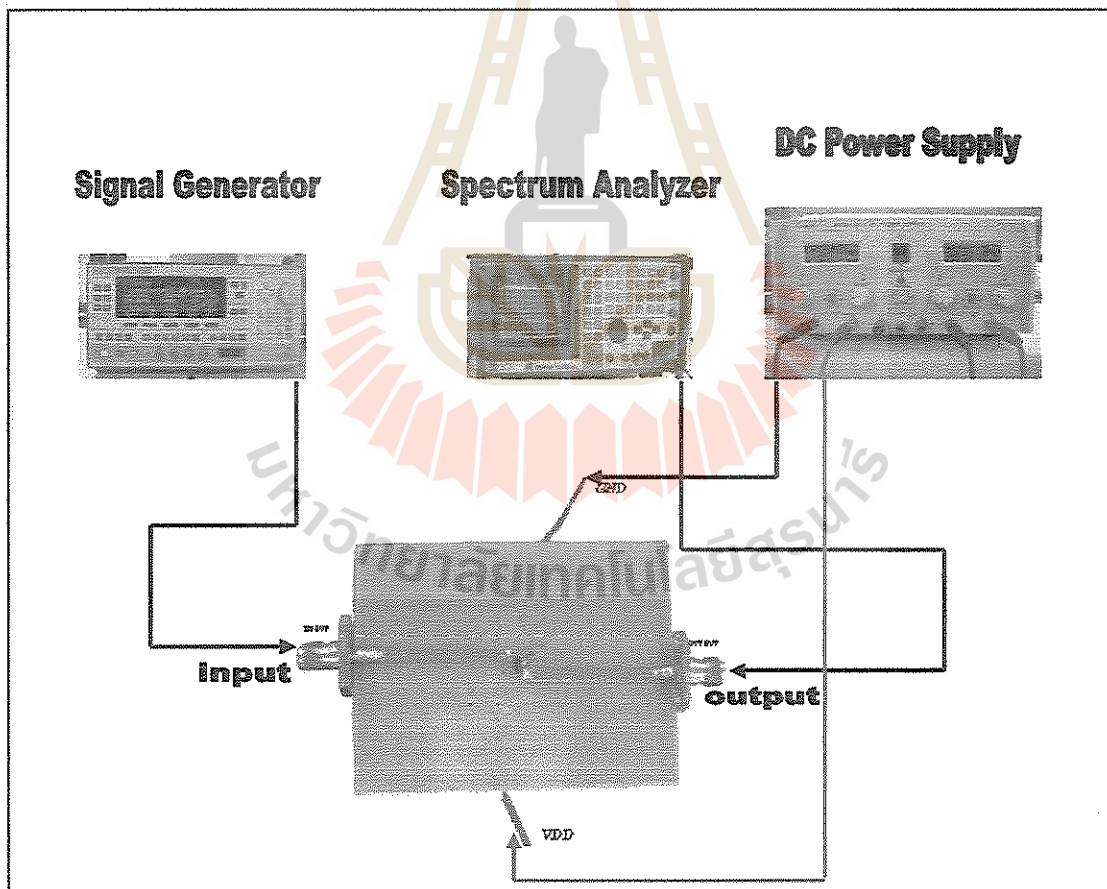 DC Power Supply
Signal Generator
Spectrum Analyzer
GND
มหาวิทยาลัยเทคโนโลยีสุรนารี
input
output
VDD